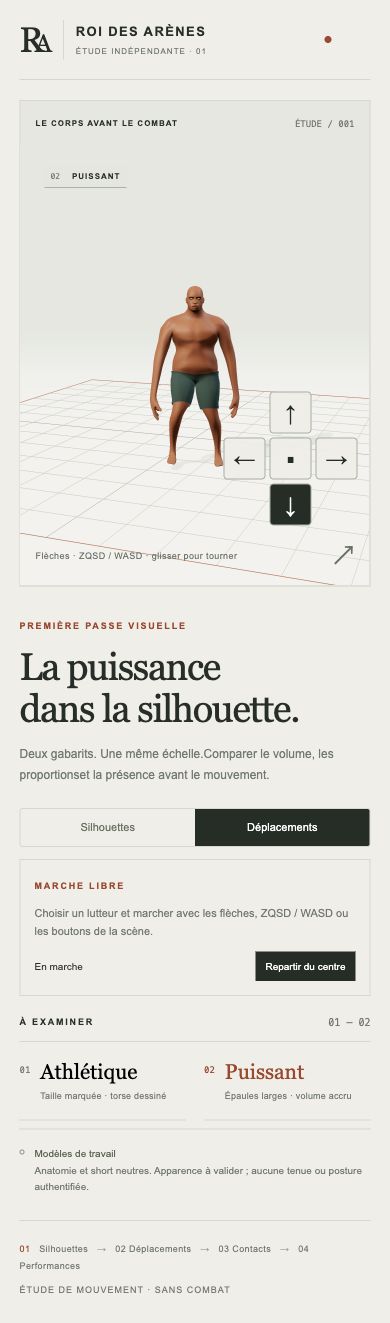 RA
ROI DES ARÈNES
ÉTUDE INDÉPENDANTE · 01
LE CORPS AVANT LE COMBAT
ÉTUDE / 001
02 PUISSANT
↑
← ▪ →
↓
Flèches · ZQSD / WASD · glisser pour tourner
↗
PREMIÈRE PASSE VISUELLE
La puissance
dans la silhouette.
Deux gabarits. Une même échelle.Comparer le volume, les
proportionset la présence avant le mouvement.
Silhouettes
Déplacements
MARCHE LIBRE
Choisir un lutteur et marcher avec les flèches, ZQSD / WASD ou
les boutons de la scène.
En marche
Repartir du centre
À EXAMINER
01 — 02
01 Athlétique
Taille marquée · torse dessiné
02 Puissant
Épaules larges · volume accru
Modèles de travail
Anatomie et short neutres. Apparence à valider ; aucune tenue ou posture
authentifiée.
01 Silhouettes → 02 Déplacements → 03 Contacts → 04
Performances
ÉTUDE DE MOUVEMENT · SANS COMBAT